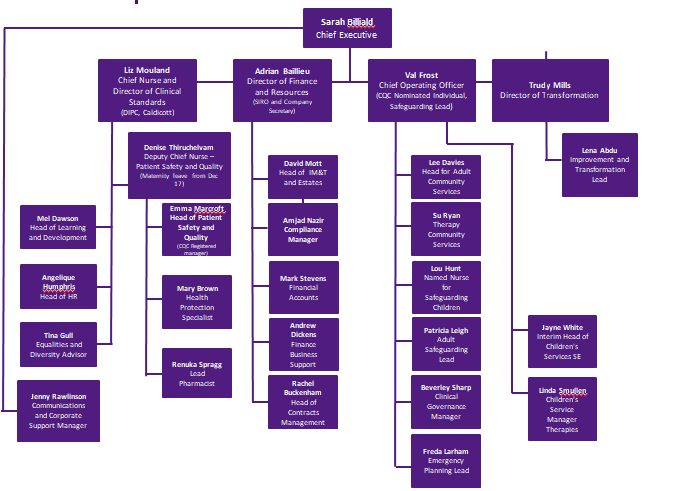 Sarah Billiald
Chief Executive
Liz Mouland
Chief Nurse and
Director of Clinical
Standards
(DIPC, Caldicott)
Adrian Baillieu
Director of Finance
and Resources
(SIRO and Company
Secretary)
Val Frost
Chief Operating Officer
(CQC Nominated Individual,
Safeguarding Lead)
Trudy Mills
Director of Transformation
Denise Thiruchelvam
Deputy Chief Nurse –
Patient Safety and Quality
(Maternity leave from Dec
17)
Lena Abdu
Improvement and
Transformation
Lead
David Mott
Head of IM&T
and Estates
Lee Davies
Head for Adult
Community
Services
Mel Dawson
Head of Learning
and Development
Emma Margroft
Head of Patient
Safety and
Quality
(CQC Registered
manager)
Amjad Nazir
Compliance
Manager
Su Ryan
Therapy
Community
Services
Angelique
Humphris
Head of HR
Mary Brown
Health
Protection
Specialist
Mark Stevens
Financial
Accounts
Lou Hunt
Named Nurse
for
Safeguarding
Children
Tina Gull
Equalities and
Diversity Advisor
Renuka Spragg
Lead
Pharmacist
Andrew
Dickens
Finance
Business
Support
Patricia Leigh
Adult
Safeguarding
Lead
Jayne White
Interim Head of
Children's
Services SE
Jenny Rawlinson
Communications
and Corporate
Support Manager
Rachel
Buckenham
Head of
Contracts
Management
Beverley Sharp
Clinical
Governance
Manager
Linda Smullen
Children's
Service
Manager
Therapies
Freda Larham
Emergency
Planning Lead